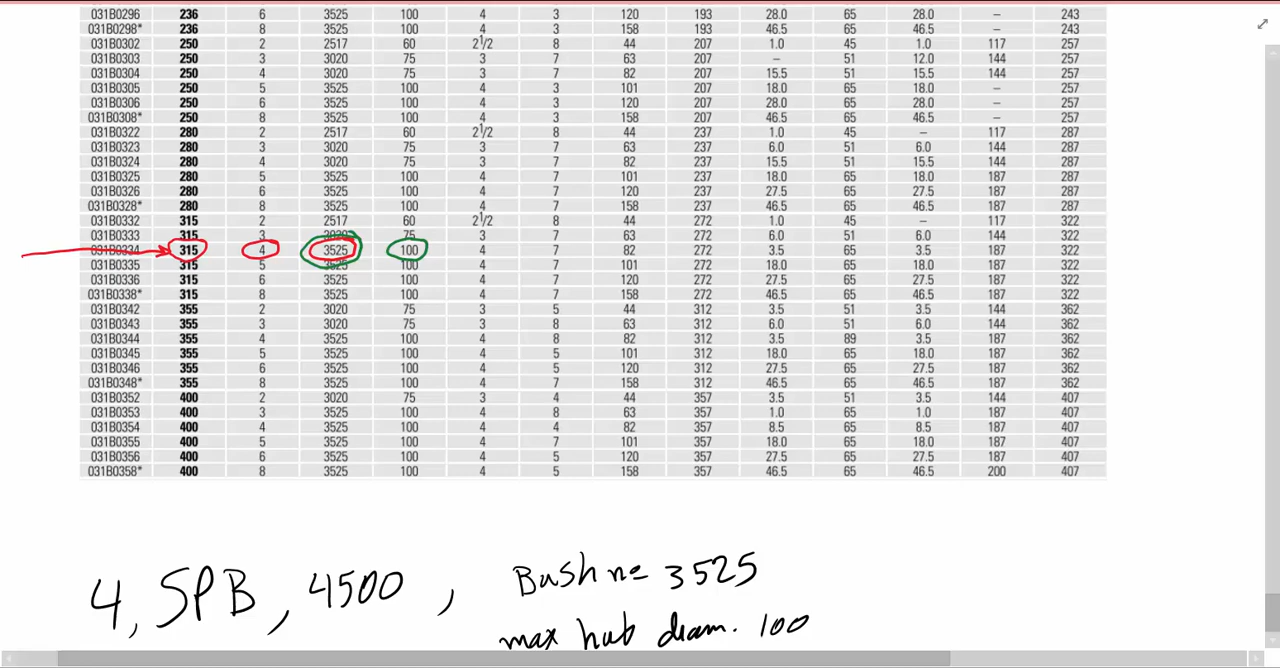 031B0296 236 6 3525 100 4 3 120 193 28.0 65 28.0 – 243
031B0298* 236 8 3525 100 4 3 158 193 46.5 65 46.5 – 243
031B0302 250 2 2517 60 2 1/2 8 44 207 1.0 45 1.0 117 257
031B0303 250 3 3020 75 3 7 63 207 – 51 12.0 144 257
031B0304 250 4 3020 75 3 7 82 207 15.5 51 15.5 144 257
031B0305 250 5 3525 100 4 3 101 207 18.0 65 18.0 – 257
031B0306 250 6 3525 100 4 3 120 207 28.0 65 28.0 – 257
031B0308* 250 8 3525 100 4 3 158 207 46.5 65 46.5 – 257
031B0322 280 2 2517 60 2 1/2 8 44 237 1.0 45 – 117 287
031B0323 280 3 3020 75 3 7 63 237 6.0 51 6.0 144 287
031B0324 280 4 3020 75 3 7 82 237 15.5 51 15.5 144 287
031B0325 280 5 3525 100 4 7 101 237 18.0 65 18.0 187 287
031B0326 280 6 3525 100 4 7 120 237 27.5 65 27.5 187 287
031B0328* 280 8 3525 100 4 7 158 237 46.5 65 46.5 187 287
031B0332 315 2 2517 60 2 1/2 8 44 272 1.0 45 – 117 322
031B0333 315 3 3020 75 3 7 63 272 6.0 51 6.0 144 322
031B0334 315 4 3525 100 4 7 82 272 3.5 65 3.5 187 322
031B0335 315 5 3525 100 4 7 101 272 18.0 65 18.0 187 322
031B0336 315 6 3525 100 4 7 120 272 27.5 65 27.5 187 322
031B0338* 315 8 3525 100 4 7 158 272 46.5 65 46.5 187 322
031B0342 355 2 3020 75 3 5 44 312 3.5 51 3.5 144 362
031B0343 355 3 3020 75 3 8 63 312 6.0 51 6.0 144 362
031B0344 355 4 3525 100 4 8 82 312 3.5 89 3.5 187 362
031B0345 355 5 3525 100 4 5 101 312 18.0 65 18.0 187 362
031B0346 355 6 3525 100 4 5 120 312 27.5 65 27.5 187 362
031B0348* 355 8 3525 100 4 7 158 312 46.5 65 46.5 187 362
031B0352 400 2 3020 75 3 4 44 357 3.5 51 3.5 144 407
031B0353 400 3 3525 100 4 8 63 357 1.0 65 1.0 187 407
031B0354 400 4 3525 100 4 4 82 357 8.5 65 8.5 187 407
031B0355 400 5 3525 100 4 7 101 357 18.0 65 18.0 187 407
031B0356 400 6 3525 100 4 5 120 357 27.5 65 27.5 187 407
031B0358* 400 8 3525 100 4 5 158 357 46.5 65 46.5 200 407
4, SPB, 4500, Bush no 3525
max hub diam. 100